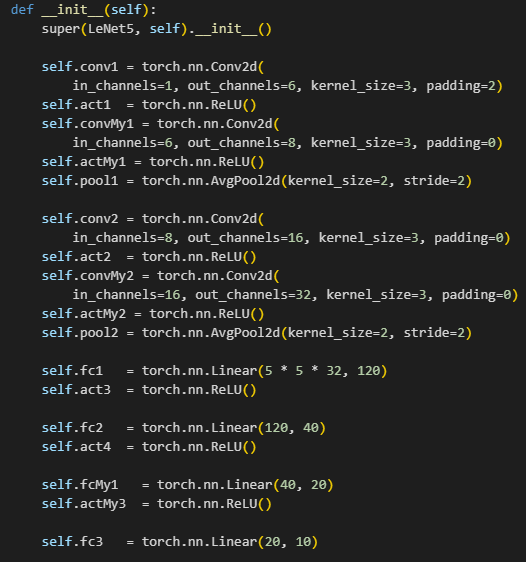 def __init__(self):
    super(LeNet5, self).__init__()

    self.conv1 = torch.nn.Conv2d(
        in_channels=1, out_channels=6, kernel_size=3, padding=2)
    self.act1  = torch.nn.ReLU()
    self.convMy1 = torch.nn.Conv2d(
        in_channels=6, out_channels=8, kernel_size=3, padding=0)
    self.actMy1 = torch.nn.ReLU()
    self.pool1 = torch.nn.AvgPool2d(kernel_size=2, stride=2)

    self.conv2 = torch.nn.Conv2d(
        in_channels=8, out_channels=16, kernel_size=3, padding=0)
    self.act2  = torch.nn.ReLU()
    self.convMy2 = torch.nn.Conv2d(
        in_channels=16, out_channels=32, kernel_size=3, padding=0)
    self.actMy2 = torch.nn.ReLU()
    self.pool2 = torch.nn.AvgPool2d(kernel_size=2, stride=2)

    self.fc1   = torch.nn.Linear(5 * 5 * 32, 120)
    self.act3  = torch.nn.ReLU()

    self.fc2   = torch.nn.Linear(120, 40)
    self.act4  = torch.nn.ReLU()

    self.fcMy1   = torch.nn.Linear(40, 20)
    self.actMy3  = torch.nn.ReLU()

    self.fc3   = torch.nn.Linear(20, 10)